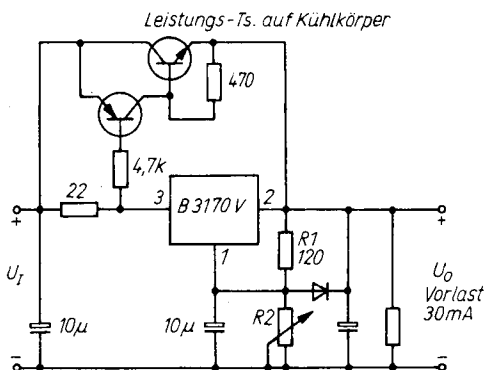 Leistungs-Ts. auf Kühlkörper
470
4,7k
22
3
B 3170 V
2
+
+
1
R1
120
U_I
10µ
10µ
R2
U_O
Vorlast
30mA
−
−